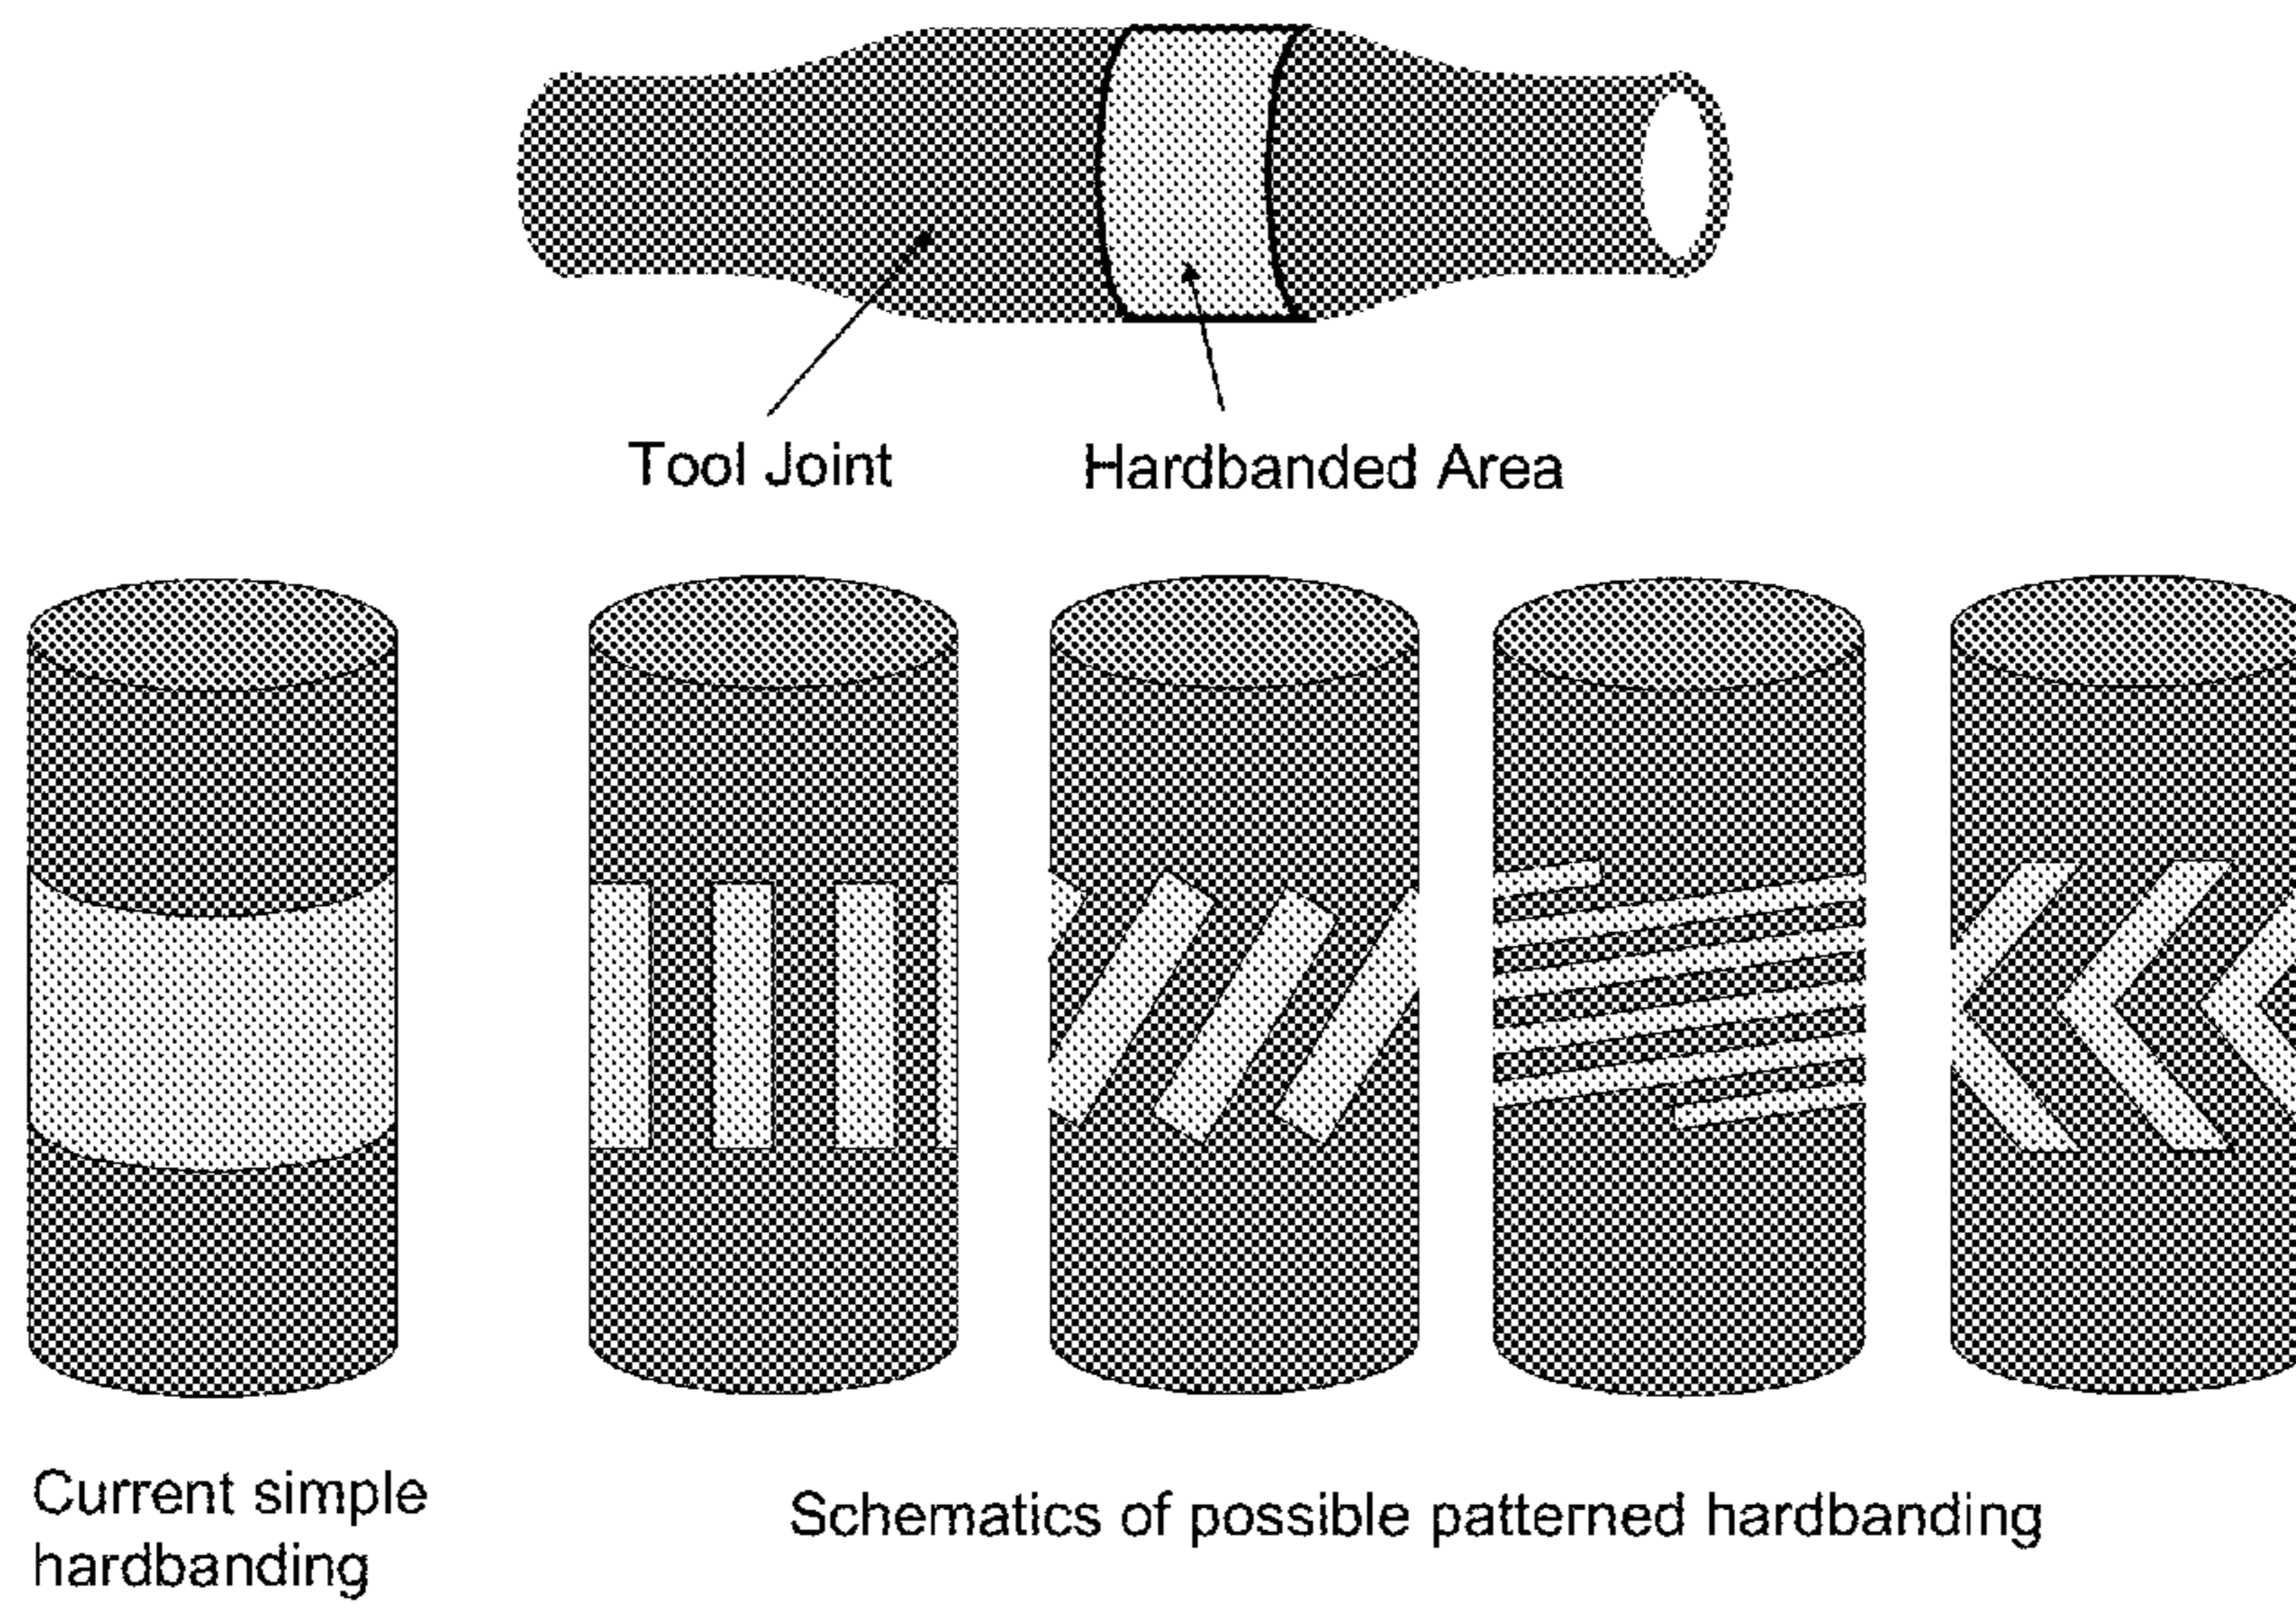 Tool Joint
Hardbanded Area
Current simple
hardbanding
Schematics of possible patterned hardbanding